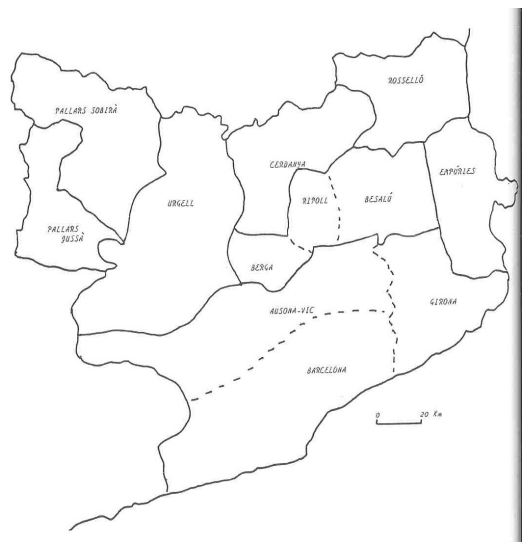 ROSSELLÓ
PALLARS SOBIRÀ
CERDANYA
EMPÚRIES
RIPOLL
BESALÚ
URGELL
PALLARS
JUSSÀ
BERGA
AUSONA-VIC
GIRONA
BARCELONA
0 20 Km